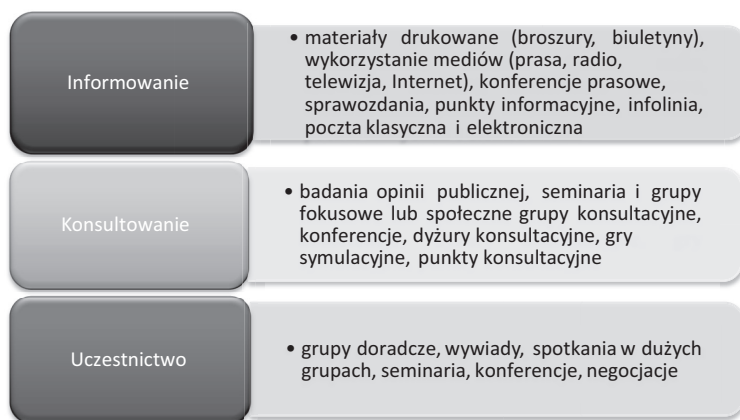 Informowanie
• materiały drukowane (broszury, biuletyny),
wykorzystanie mediów (prasa, radio,
telewizja, Internet), konferencje prasowe,
sprawozdania, punkty informacyjne, infolinia,
poczta klasyczna i elektroniczna
Konsultowanie
• badania opinii publicznej, seminaria i grupy
fokusowe lub społeczne grupy konsultacyjne,
konferencje, dyżury konsultacyjne, gry
symulacyjne, punkty konsultacyjne
Uczestnictwo
• grupy doradcze, wywiady, spotkania w dużych
grupach, seminaria, konferencje, negocjacje